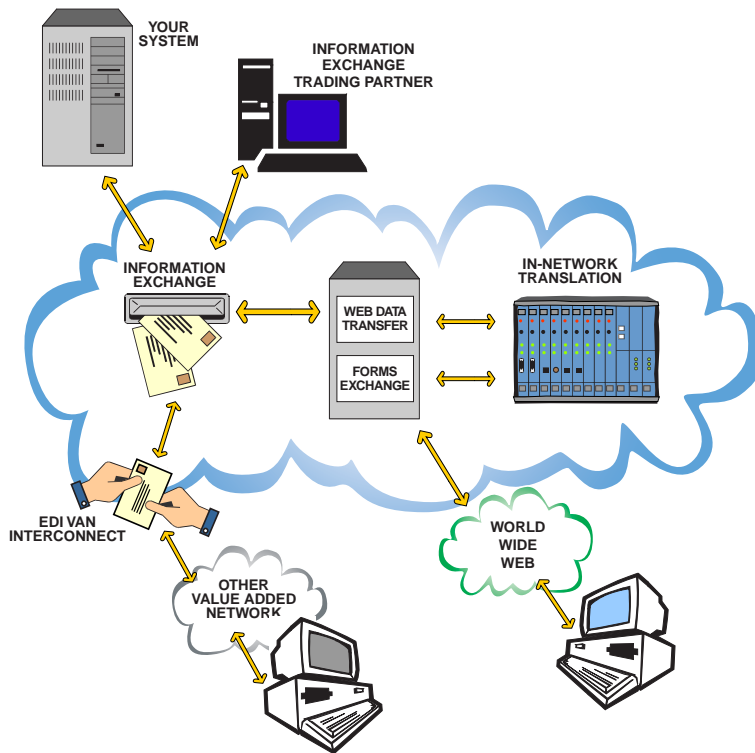 YOUR
SYSTEM
INFORMATION
EXCHANGE
TRADING PARTNER
INFORMATION
EXCHANGE
IN-NETWORK
TRANSLATION
WEB DATA
TRANSFER
FORMS
EXCHANGE
EDI VAN
INTERCONNECT
WORLD
WIDE
WEB
OTHER
VALUE ADDED
NETWORK